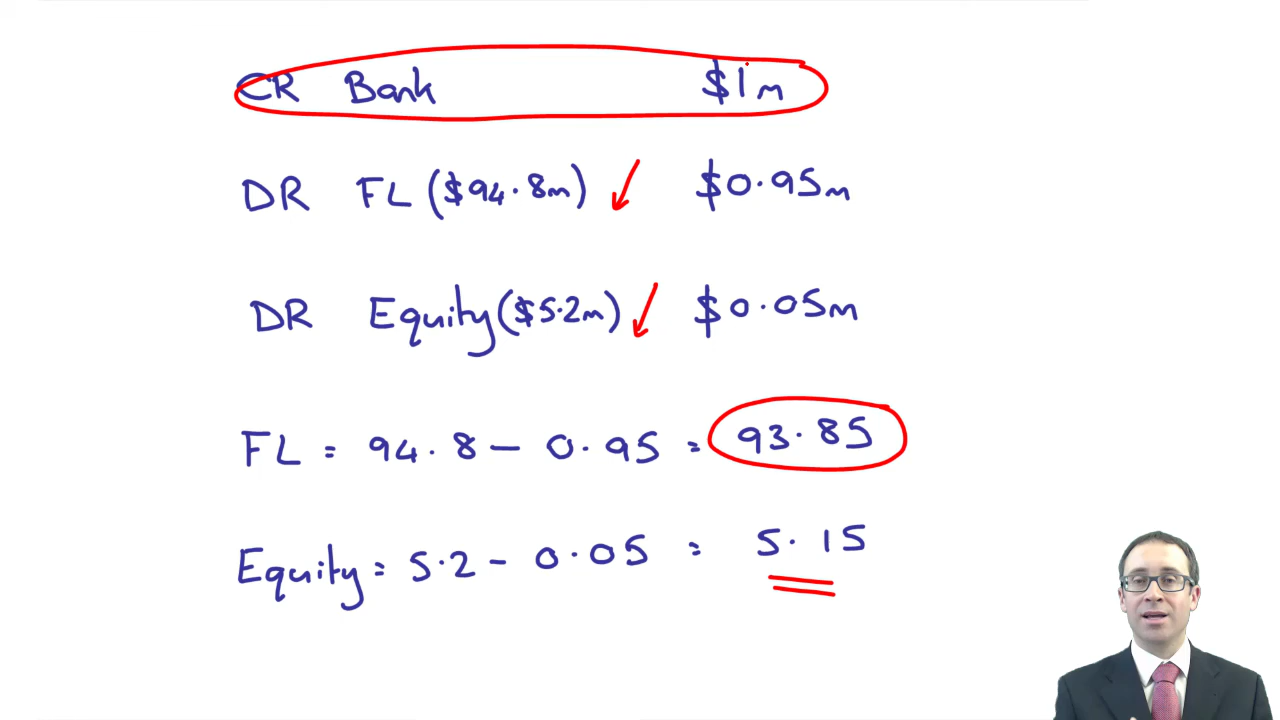 CR Bank $1m
DR FL ($94.8m) $0.95m
DR Equity ($5.2m) $0.05m
FL = 94.8 - 0.95 = 93.85
Equity = 5.2 - 0.05 = 5.15